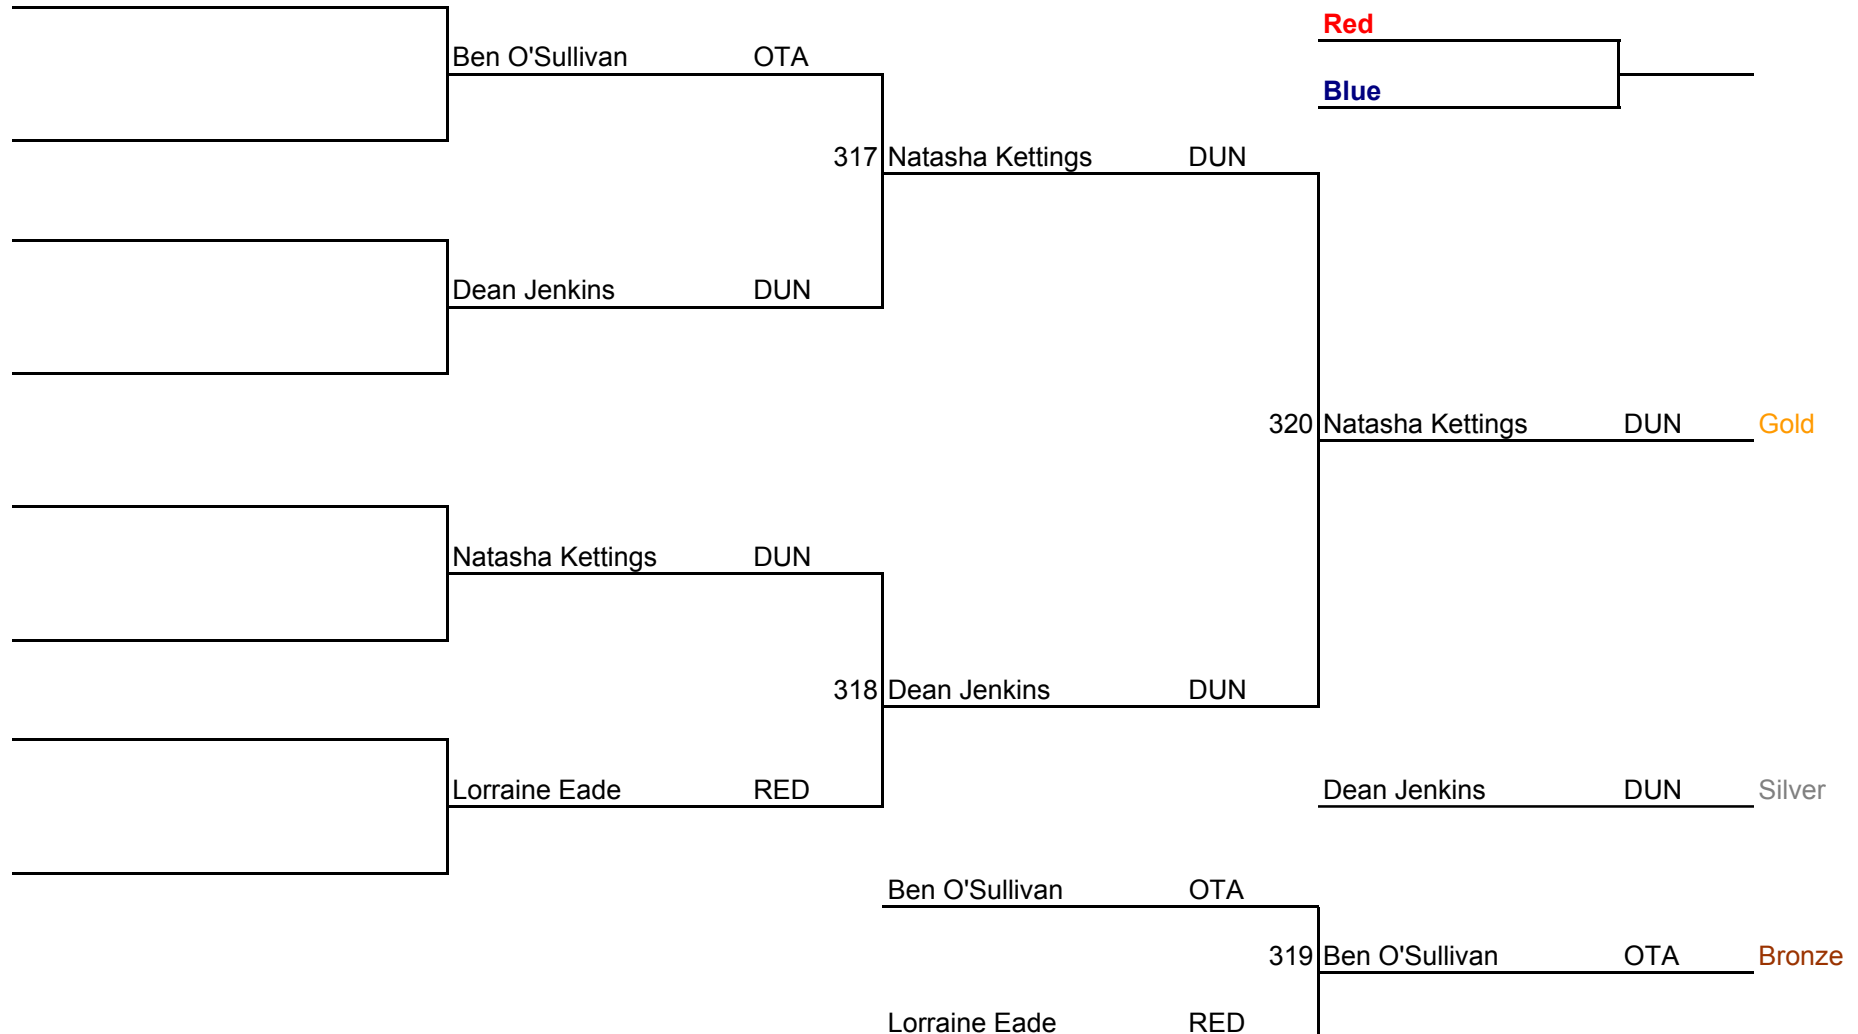 Red
Ben O'Sullivan OTA
Blue
317 Natasha Kettings DUN
Dean Jenkins DUN
320 Natasha Kettings DUN Gold
Natasha Kettings DUN
318 Dean Jenkins DUN
Lorraine Eade RED
Dean Jenkins DUN Silver
Ben O'Sullivan OTA
319 Ben O'Sullivan OTA Bronze
Lorraine Eade RED